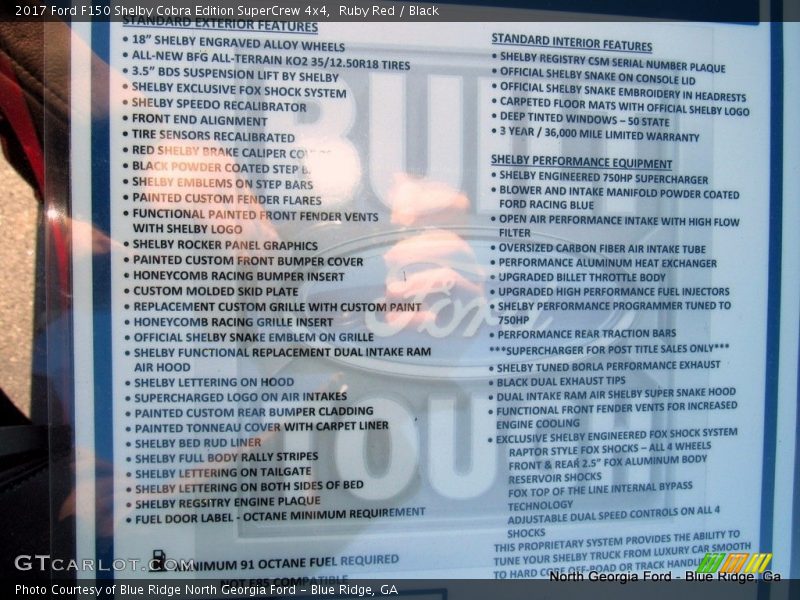 2017 Ford F150 Shelby Cobra Edition SuperCrew 4x4, Ruby Red / Black
STANDARD EXTERIOR FEATURES
• 18" SHELBY ENGRAVED ALLOY WHEELS
• ALL-NEW BFG ALL-TERRAIN KO2 35/12.50R18 TIRES
• 3.5" BDS SUSPENSION LIFT BY SHELBY
• SHELBY EXCLUSIVE FOX SHOCK SYSTEM
• SHELBY SPEEDO RECALIBRATOR
• FRONT END ALIGNMENT
• TIRE SENSORS RECALIBRATED
• RED SHELBY BRAKE CALIPER
• BLACK POWDER COATED STEP
• SHELBY EMBLEMS ON STEP BARS
• PAINTED CUSTOM FENDER FLARES
• FUNCTIONAL PAINTED FRONT FENDER VENTS
WITH SHELBY LOGO
• SHELBY ROCKER PANEL GRAPHICS
• PAINTED CUSTOM FRONT BUMPER COVER
• HONEYCOMB RACING BUMPER INSERT
• CUSTOM MOLDED SKID PLATE
• REPLACEMENT CUSTOM GRILLE WITH CUSTOM PAINT
• HONEYCOMB RACING GRILLE INSERT
• OFFICIAL SHELBY SNAKE EMBLEM ON GRILLE
• SHELBY FUNCTIONAL REPLACEMENT DUAL INTAKE RAM
AIR HOOD
• SHELBY LETTERING ON HOOD
• SUPERCHARGED LOGO ON AIR INTAKES
• PAINTED CUSTOM REAR BUMPER CLADDING
• PAINTED TONNEAU COVER WITH CARPET LINER
• SHELBY BED RUD LINER
• SHELBY FULL BODY RALLY STRIPES
• SHELBY LETTERING ON TAILGATE
• SHELBY LETTERING ON BOTH SIDES OF BED
• SHELBY REGSITRY ENGINE PLAQUE
• FUEL DOOR LABEL - OCTANE MINIMUM REQUIREMENT
MINIMUM 91 OCTANE FUEL REQUIRED
NOT E85 COMPATIBLE
STANDARD INTERIOR FEATURES
• SHELBY REGISTRY CSM SERIAL NUMBER PLAQUE
• OFFICIAL SHELBY SNAKE ON CONSOLE LID
• OFFICIAL SHELBY SNAKE EMBROIDERY IN HEADRESTS
• CARPETED FLOOR MATS WITH OFFICIAL SHELBY LOGO
• DEEP TINTED WINDOWS – 50 STATE
• 3 YEAR / 36,000 MILE LIMITED WARRANTY
SHELBY PERFORMANCE EQUIPMENT
• SHELBY ENGINEERED 750HP SUPERCHARGER
• BLOWER AND INTAKE MANIFOLD POWDER COATED
FORD RACING BLUE
• OPEN AIR PERFORMANCE INTAKE WITH HIGH FLOW
FILTER
• OVERSIZED CARBON FIBER AIR INTAKE TUBE
• PERFORMANCE ALUMINUM HEAT EXCHANGER
• UPGRADED BILLET THROTTLE BODY
• UPGRADED HIGH PERFORMANCE FUEL INJECTORS
• SHELBY PERFORMANCE PROGRAMMER TUNED TO
750HP
• PERFORMANCE REAR TRACTION BARS
***SUPERCHARGER FOR POST TITLE SALES ONLY***
• SHELBY TUNED BORLA PERFORMANCE EXHAUST
• BLACK DUAL EXHAUST TIPS
• DUAL INTAKE RAM AIR SHELBY SUPER SNAKE HOOD
• FUNCTIONAL FRONT FENDER VENTS FOR INCREASED
ENGINE COOLING
• EXCLUSIVE SHELBY ENGINEERED FOX SHOCK SYSTEM
RAPTOR STYLE FOX SHOCKS – ALL 4 WHEELS
FRONT & REAR 2.5" FOX ALUMINUM BODY
RESERVOIR SHOCKS
FOX TOP OF THE LINE INTERNAL BYPASS
TECHNOLOGY
ADJUSTABLE DUAL SPEED CONTROLS ON ALL 4
SHOCKS
THIS PROPRIETARY SYSTEM PROVIDES THE ABILITY TO
TUNE YOUR SHELBY TRUCK FROM LUXURY CAR SMOOTH
TO HARD CORE OFF-ROAD OR TRACK
BUILT
Ford
TOUGH
GTCARLOT.COM
North Georgia Ford - Blue Ridge, Ga
Photo Courtesy of Blue Ridge North Georgia Ford – Blue Ridge, GA